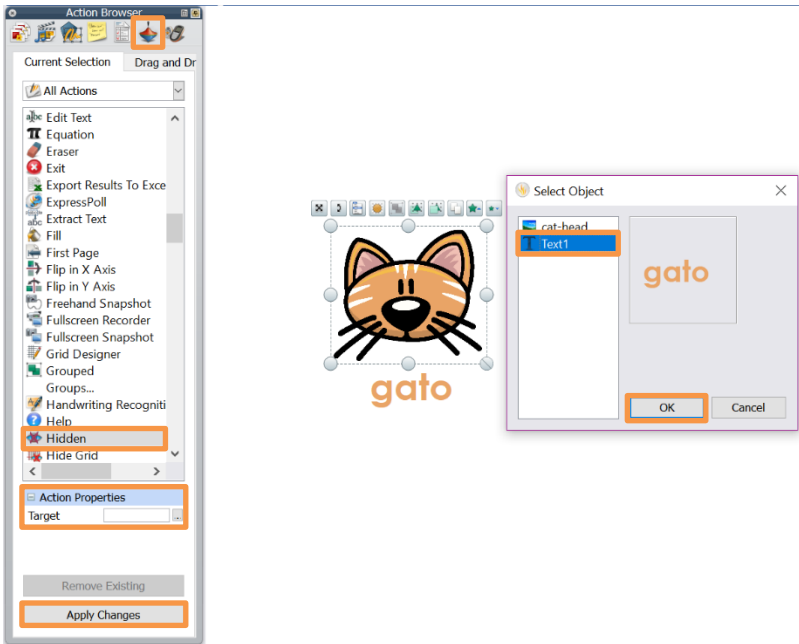 Action Browser
Current Selection
Drag and Dr
All Actions
Edit Text
Equation
Eraser
Exit
Export Results To Exce
ExpressPoll
Extract Text
Fill
First Page
Flip in X Axis
Flip in Y Axis
Freehand Snapshot
Fullscreen Recorder
Fullscreen Snapshot
Grid Designer
Grouped
Groups...
Handwriting Recogniti
Help
Hidden
Hide Grid
Action Properties
Target
...
Remove Existing
Apply Changes
gato
Select Object
cat-head
Text1
gato
OK
Cancel